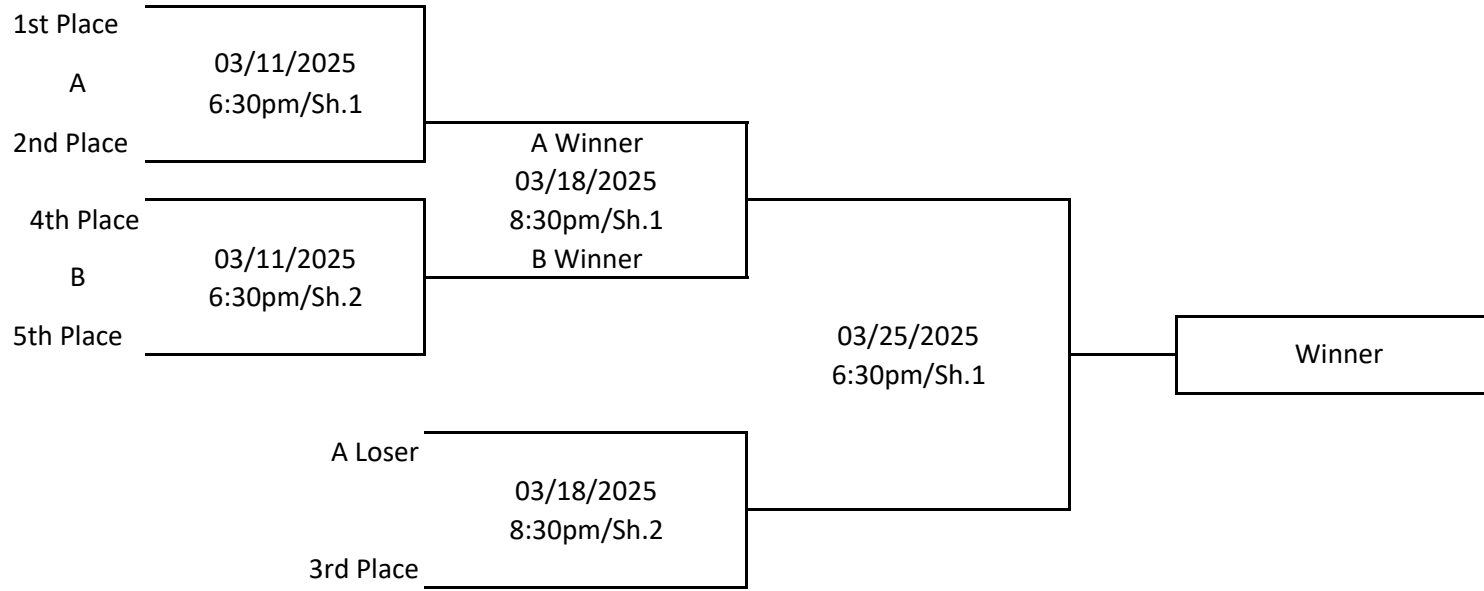 1st Place
03/11/2025
A
6:30pm/Sh.1
2nd Place
A Winner
03/18/2025
8:30pm/Sh.1
B Winner
4th Place
03/11/2025
B
6:30pm/Sh.2
5th Place
03/25/2025
6:30pm/Sh.1
Winner
A Loser
03/18/2025
8:30pm/Sh.2
3rd Place